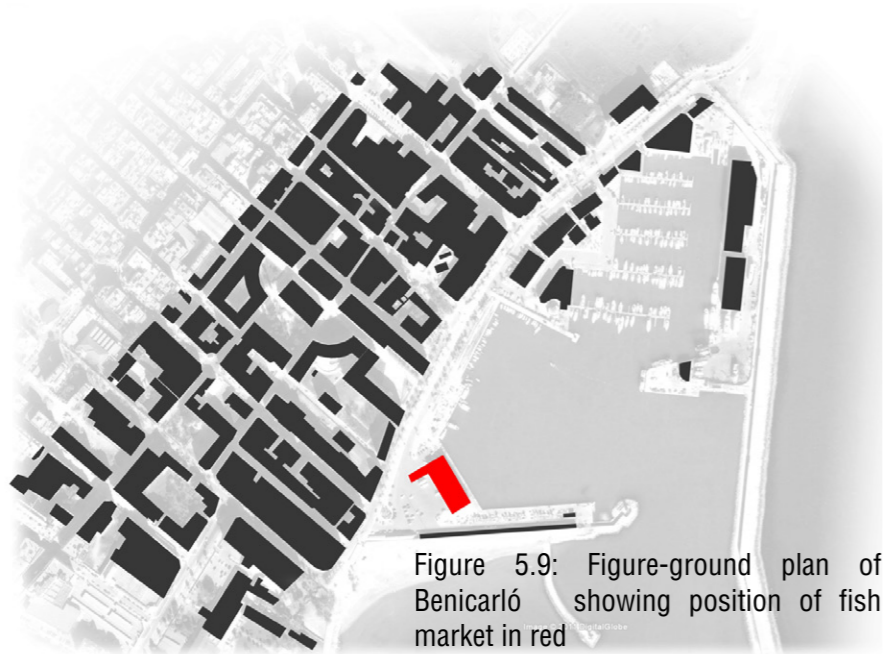 Figure 5.9: Figure-ground plan of
Benicarló showing position of fish
market in red